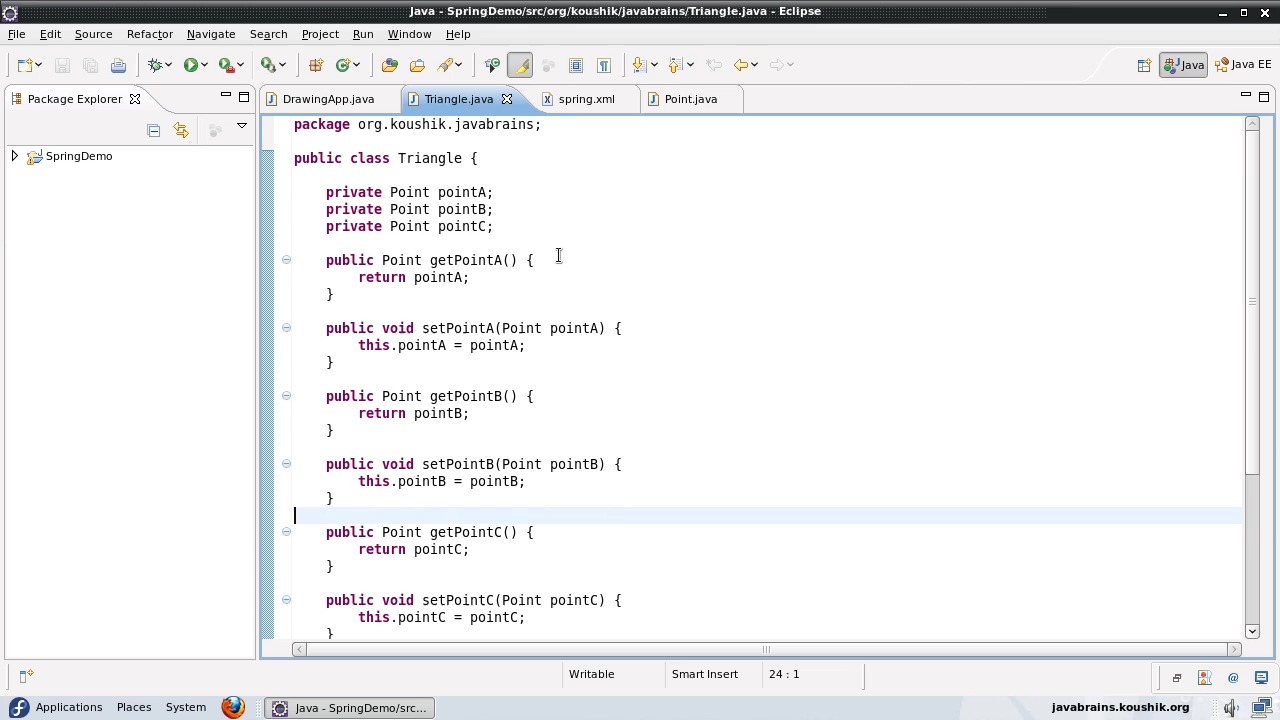 Java - SpringDemo/src/org/koushik/javabrains/Triangle.java - Eclipse
File Edit Source Refactor Navigate Search Project Run Window Help
Java Java EE
Package Explorer
DrawingApp.java Triangle.java spring.xml Point.java
SpringDemo
package org.koushik.javabrains;
public class Triangle {
private Point pointA;
private Point pointB;
private Point pointC;
public Point getPointA() {
return pointA;
}
public void setPointA(Point pointA) {
this.pointA = pointA;
}
public Point getPointB() {
return pointB;
}
public void setPointB(Point pointB) {
this.pointB = pointB;
}
public Point getPointC() {
return pointC;
}
public void setPointC(Point pointC) {
this.pointC = pointC;
}
Writable Smart Insert 24 : 1
Applications Places System Java - SpringDemo/src... javabrains.koushik.org